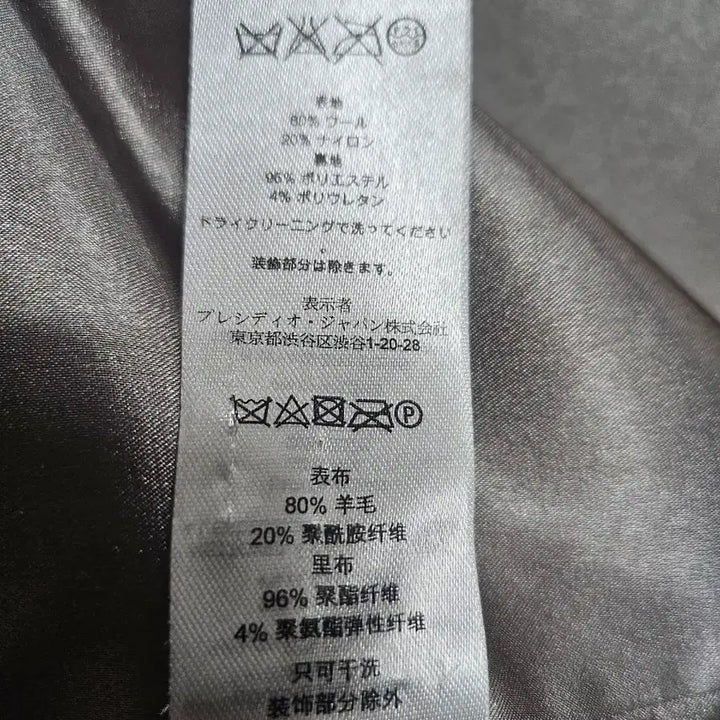 表地
80% ウール
20% ナイロン
裏地
96% ポリエステル
4% ポリウレタン
ドライクリーニングで洗ってください
。
装飾部分は除きます。
表示者
プレシディオ・ジャパン株式会社
東京都渋谷区渋谷1-20-28
P
表布
80% 羊毛
20% 聚酰胺纤维
里布
96% 聚酯纤维
4% 聚氨酯弹性纤维
只可干洗
装饰部分除外